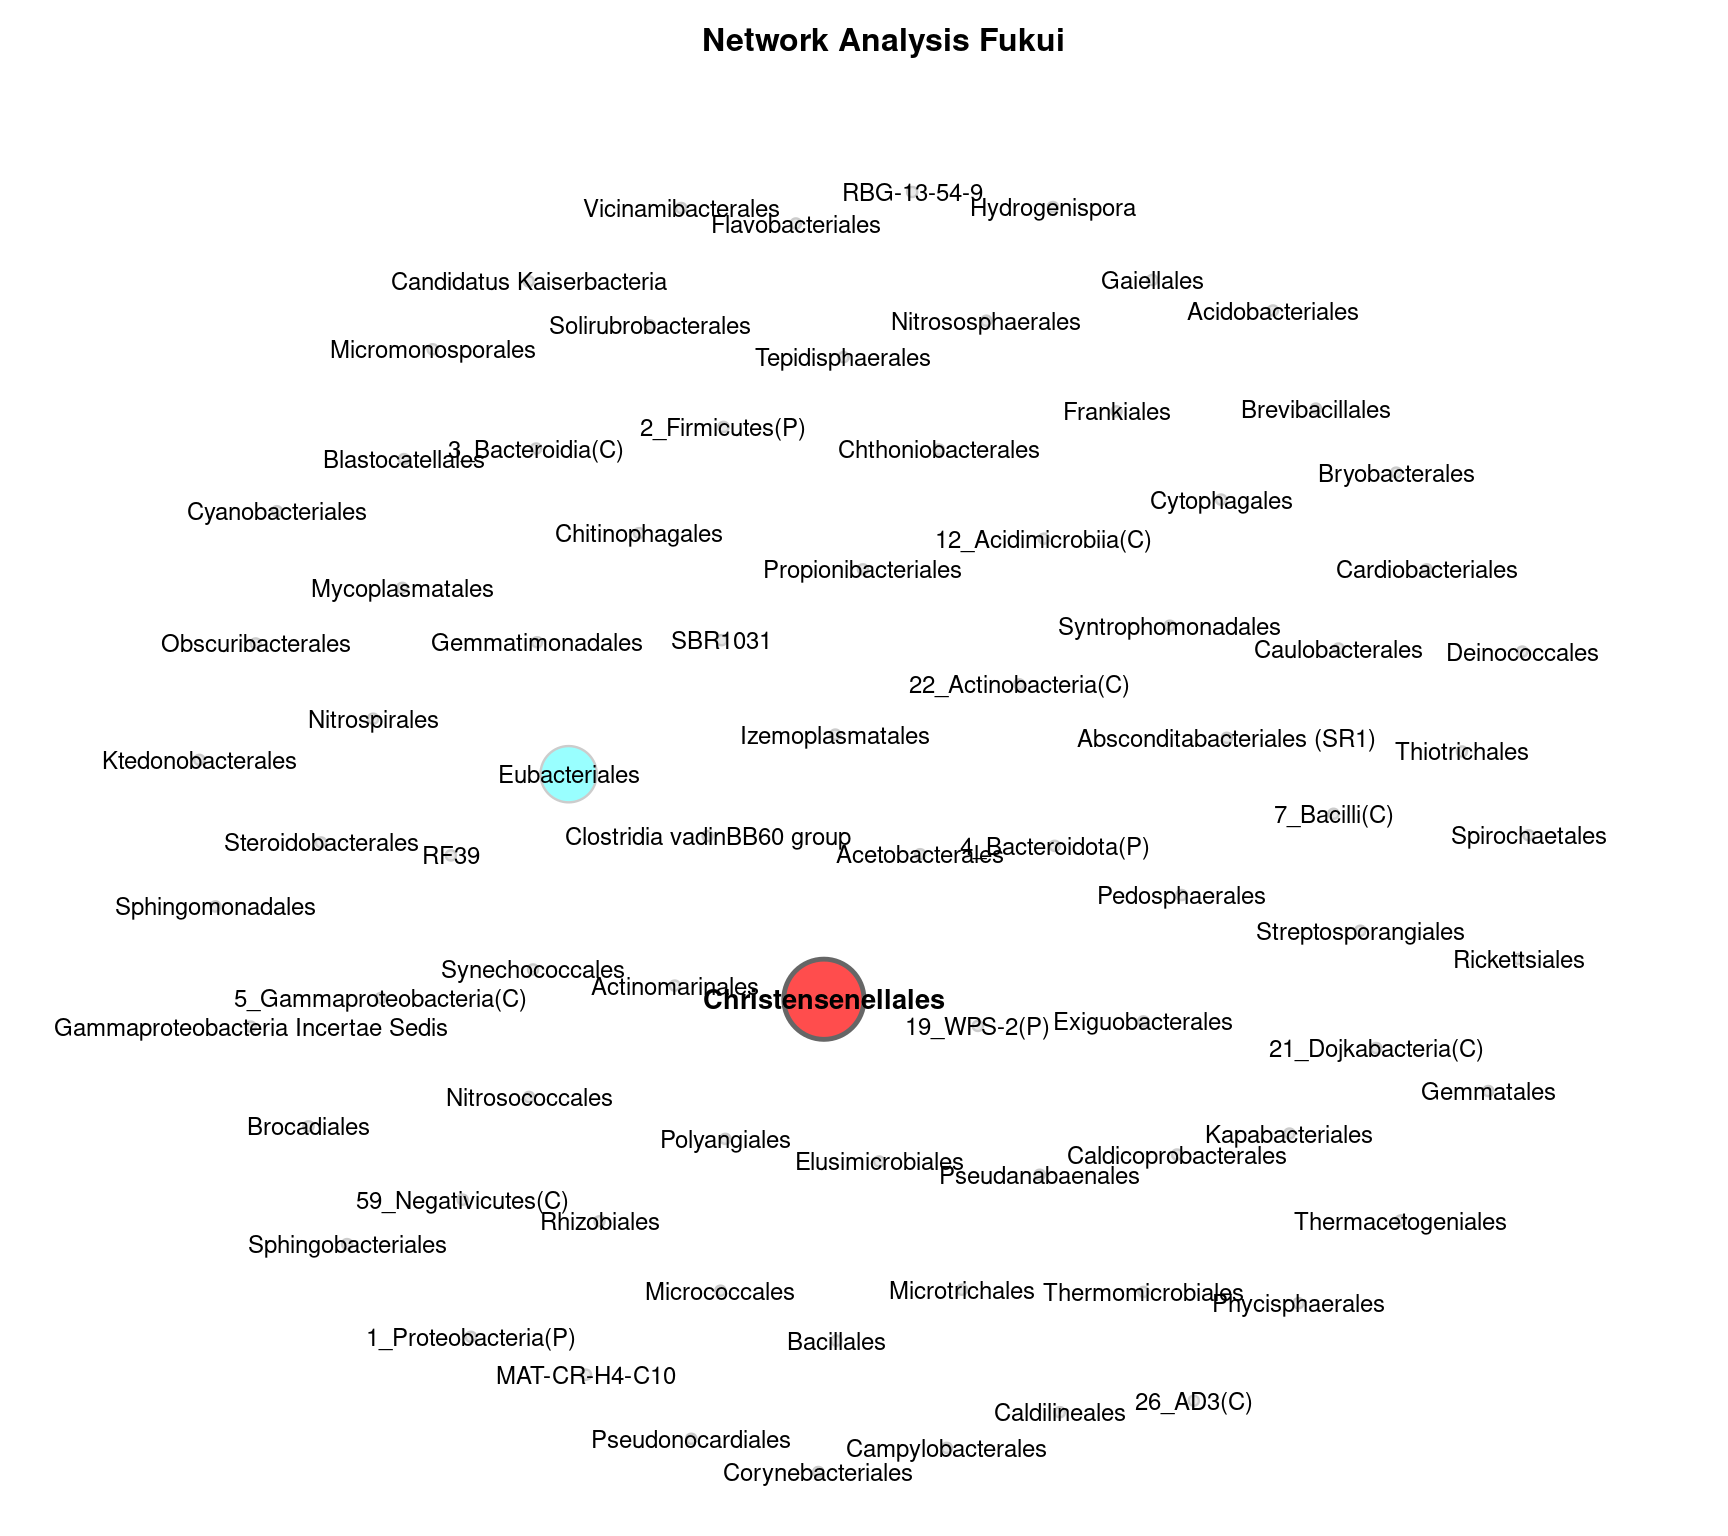 Network Analysis Fukui
RBG-13-54-9
Vicinamibacterales
Hydrogenispora
Flavobacteriales
Candidatus Kaiserbacteria
Gaiellales
Acidobacteriales
Solirubrobacterales
Nitrososphaerales
Micromonosporales
Tepidisphaerales
Frankiales
Brevibacillales
2_Firmicutes(P)
3_Bacteroidia(C)
Chthoniobacterales
Blastocatellales
Bryobacterales
Cytophagales
Cyanobacteriales
Chitinophagales
12_Acidimicrobiia(C)
Propionibacteriales
Cardiobacteriales
Mycoplasmatales
Syntrophomonadales
Obscuribacterales
Gemmatimonadales
SBR1031
Caulobacterales
Deinococcales
22_Actinobacteria(C)
Nitrospirales
Izemoplasmatales
Absconditabacteriales (SR1)
Thiotrichales
Ktedonobacterales
Eubacteriales
7_Bacilli(C)
Clostridia vadinBB60 group
Spirochaetales
Steroidobacterales
RF39
Acetobacterales
4_Bacteroidota(P)
Pedosphaerales
Sphingomonadales
Streptosporangiales
Rickettsiales
Synechococcales
Actinomarinales
5_Gammaproteobacteria(C)
Christensenellales
Gammaproteobacteria Incertae Sedis
19_WPS-2(P)
Exiguobacterales
21_Dojkabacteria(C)
Gemmatales
Nitrosococcales
Brocadiales
Kapabacteriales
Polyangiales
Caldicoprobacterales
Elusimicrobiales
Pseudanabaenales
59_Negativicutes(C)
Rhizobiales
Thermacetogeniales
Sphingobacteriales
Micrococcales
Microtrichales
Thermomicrobiales
Phycisphaerales
1_Proteobacteria(P)
Bacillales
MAT-CR-H4-C10
26_AD3(C)
Caldilineales
Pseudonocardiales
Campylobacterales
Corynebacteriales